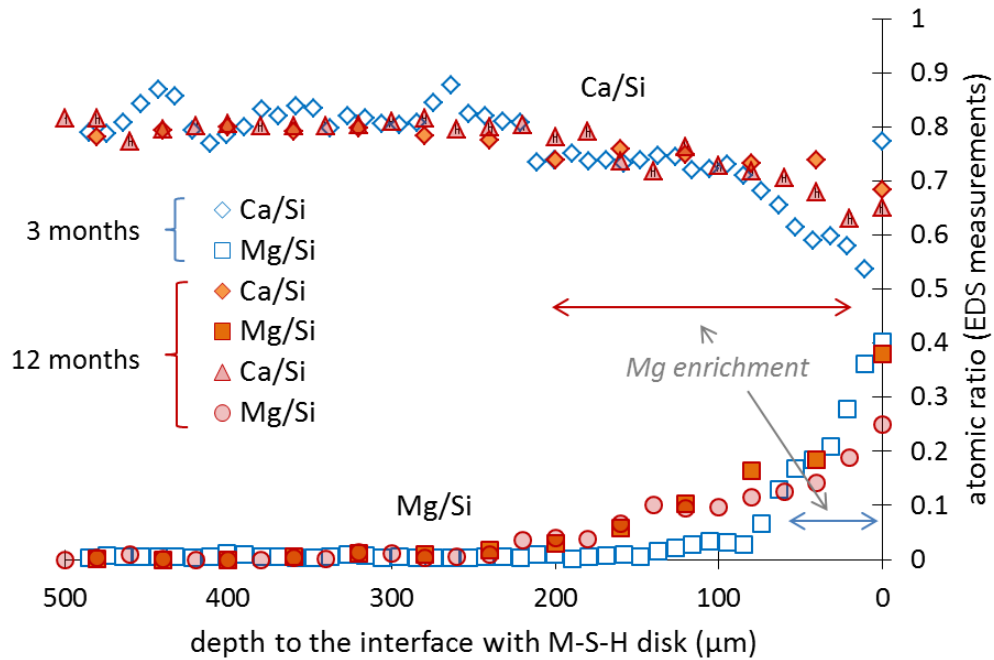 1
0.9
0.8
0.7
0.6
0.5
0.4
0.3
0.2
0.1
0
atomic ratio (EDS measurements)
Ca/Si
3 months
Ca/Si
Mg/Si
12 months
Ca/Si
Mg/Si
Ca/Si
Mg/Si
Mg enrichment
Mg/Si
500 400 300 200 100 0
depth to the interface with M-S-H disk (µm)